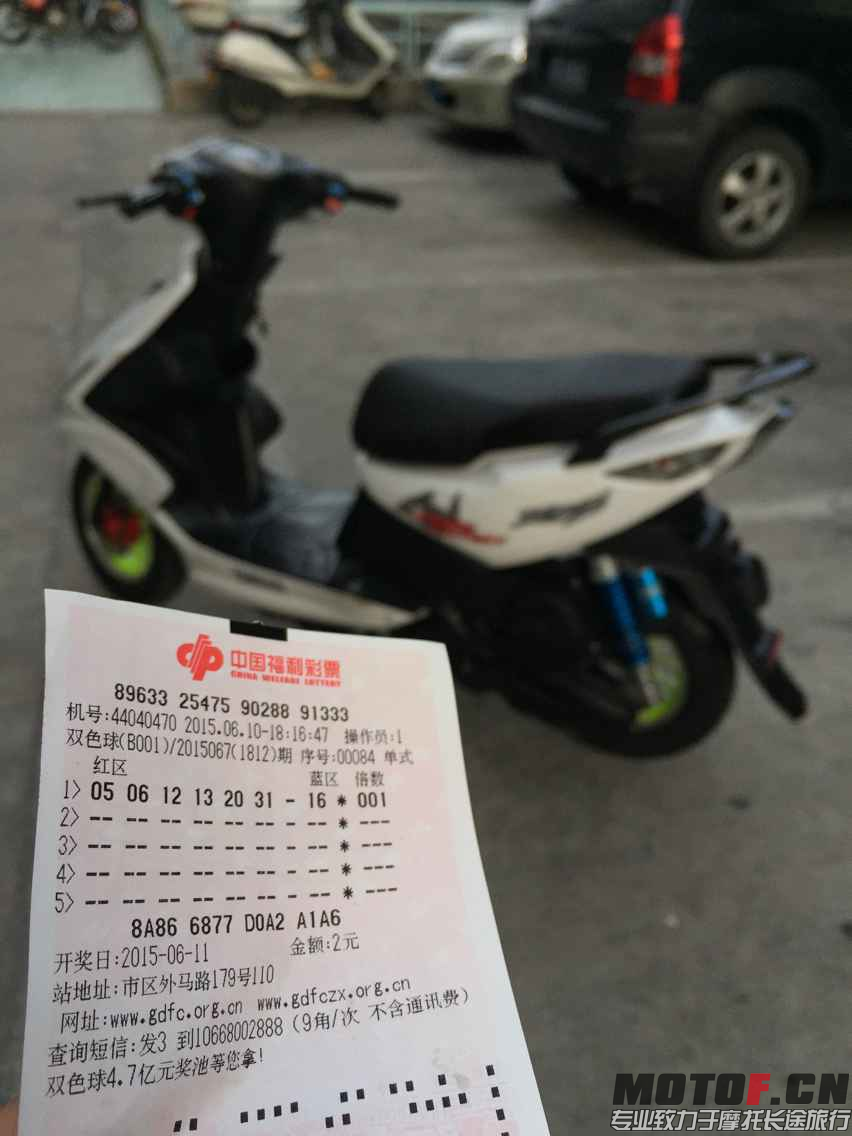 中国福利彩票
CHINA WELFARE LOTTERY
89633 25475 90288 91333
机号:44040470 2015.06.10-18:16:47 操作员:1
双色球(B001)/2015067(1812)期 序号:00084 单式
红区 蓝区 倍数
1> 05 06 12 13 20 31 - 16 * 001
2> -- -- -- -- -- -- -- * ---
3> -- -- -- -- -- -- -- * ---
4> -- -- -- -- -- -- -- * ---
5> -- -- -- -- -- -- -- * ---
8A86 6877 D0A2 A1A6
开奖日:2015-06-11 金额:2元
站地址:市区外马路179号110
网址:www.gdfc.org.cn www.gdfczx.org.cn
查询短信:发3 到10668002888(9角/次 不含通讯费)
双色球4.7亿元奖池等您拿!
MOTOF.CN
专业致力于摩托长途旅行